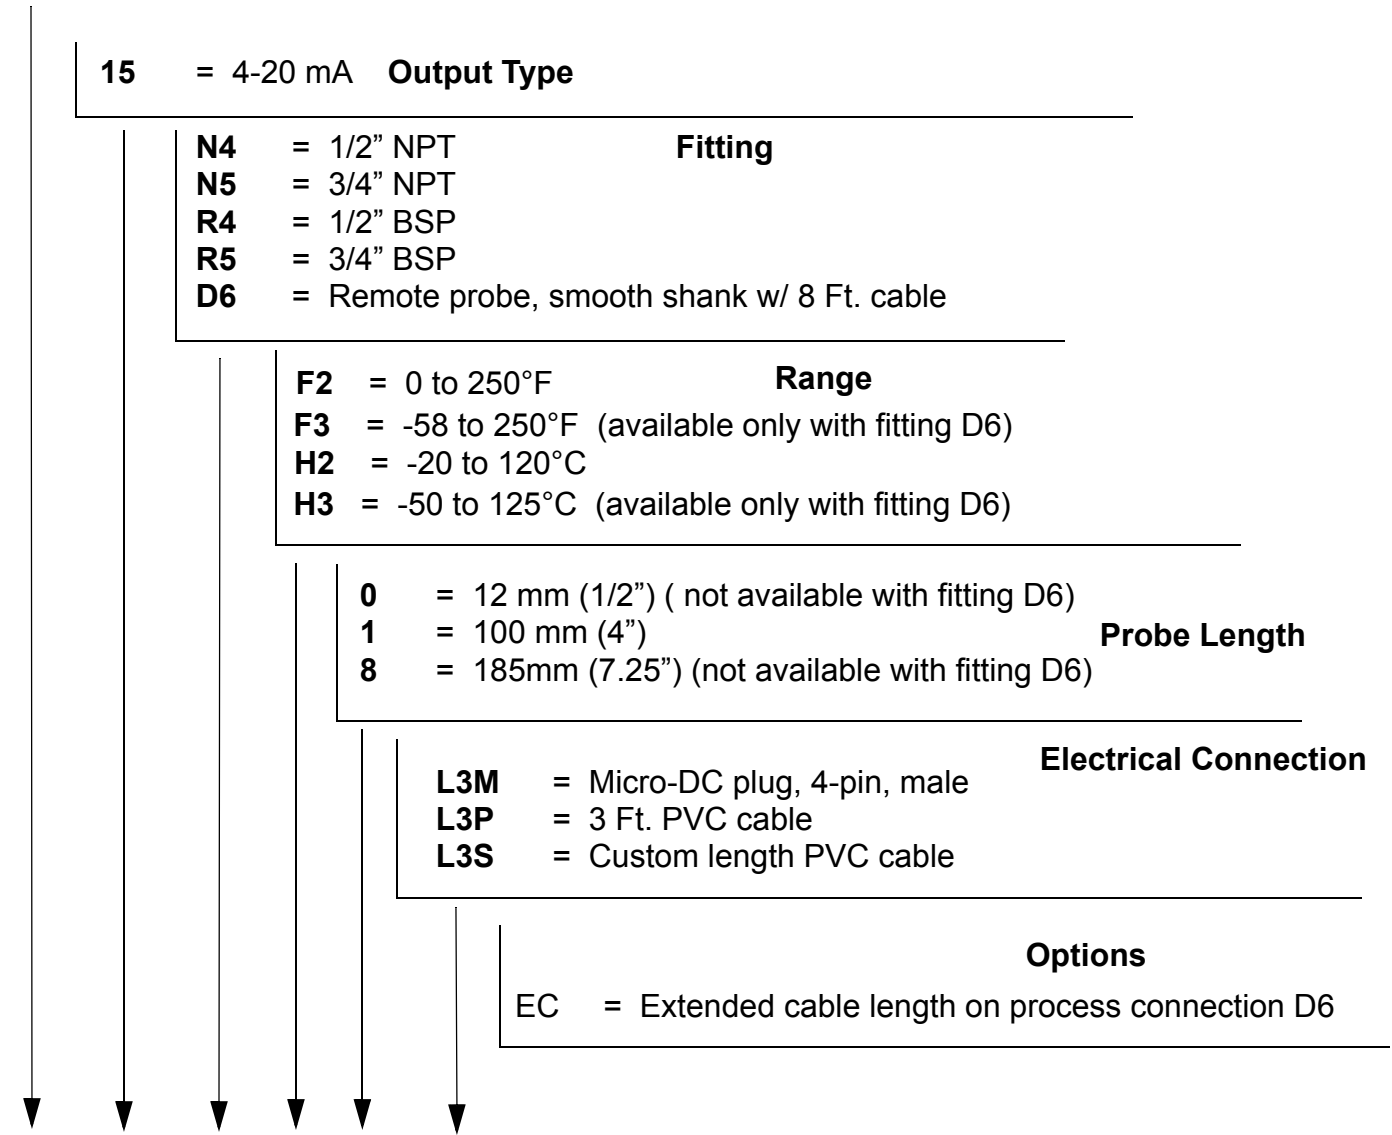 15 = 4-20 mA Output Type
N4 = 1/2” NPT Fitting
N5 = 3/4” NPT
R4 = 1/2” BSP
R5 = 3/4” BSP
D6 = Remote probe, smooth shank w/ 8 Ft. cable
F2 = 0 to 250°F Range
F3 = -58 to 250°F (available only with fitting D6)
H2 = -20 to 120°C
H3 = -50 to 125°C (available only with fitting D6)
0 = 12 mm (1/2”) ( not available with fitting D6)
1 = 100 mm (4”) Probe Length
8 = 185mm (7.25”) (not available with fitting D6)
Electrical Connection
L3M = Micro-DC plug, 4-pin, male
L3P = 3 Ft. PVC cable
L3S = Custom length PVC cable
Options
EC = Extended cable length on process connection D6